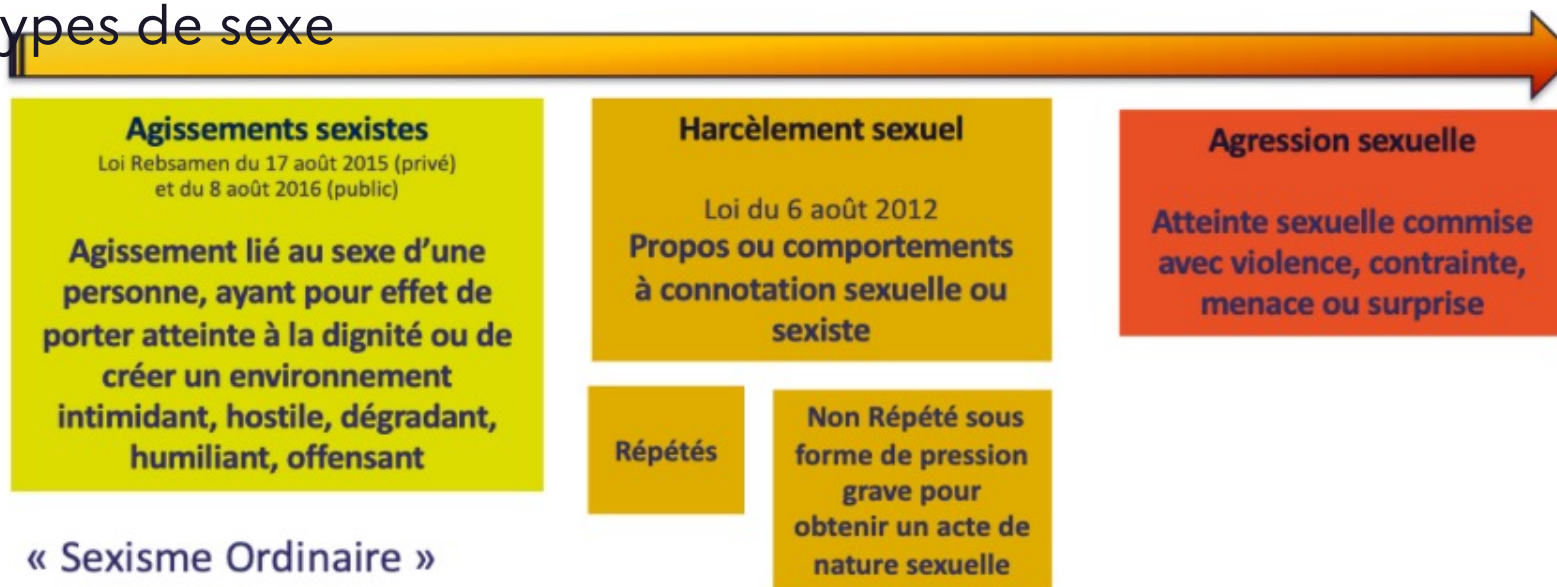 ypes de sexe
Agissements sexistes
Loi Rebsamen du 17 août 2015 (privé)
et du 8 août 2016 (public)
Agissement lié au sexe d’une
personne, ayant pour effet de
porter atteinte à la dignité ou de
créer un environnement
intimidant, hostile, dégradant,
humiliant, offensant
« Sexisme Ordinaire »
Harcèlement sexuel
Loi du 6 août 2012
Propos ou comportements
à connotation sexuelle ou
sexiste
Répétés
Non Répété sous
forme de pression
grave pour
obtenir un acte de
nature sexuelle
Agression sexuelle
Atteinte sexuelle commise
avec violence, contrainte,
menace ou surprise